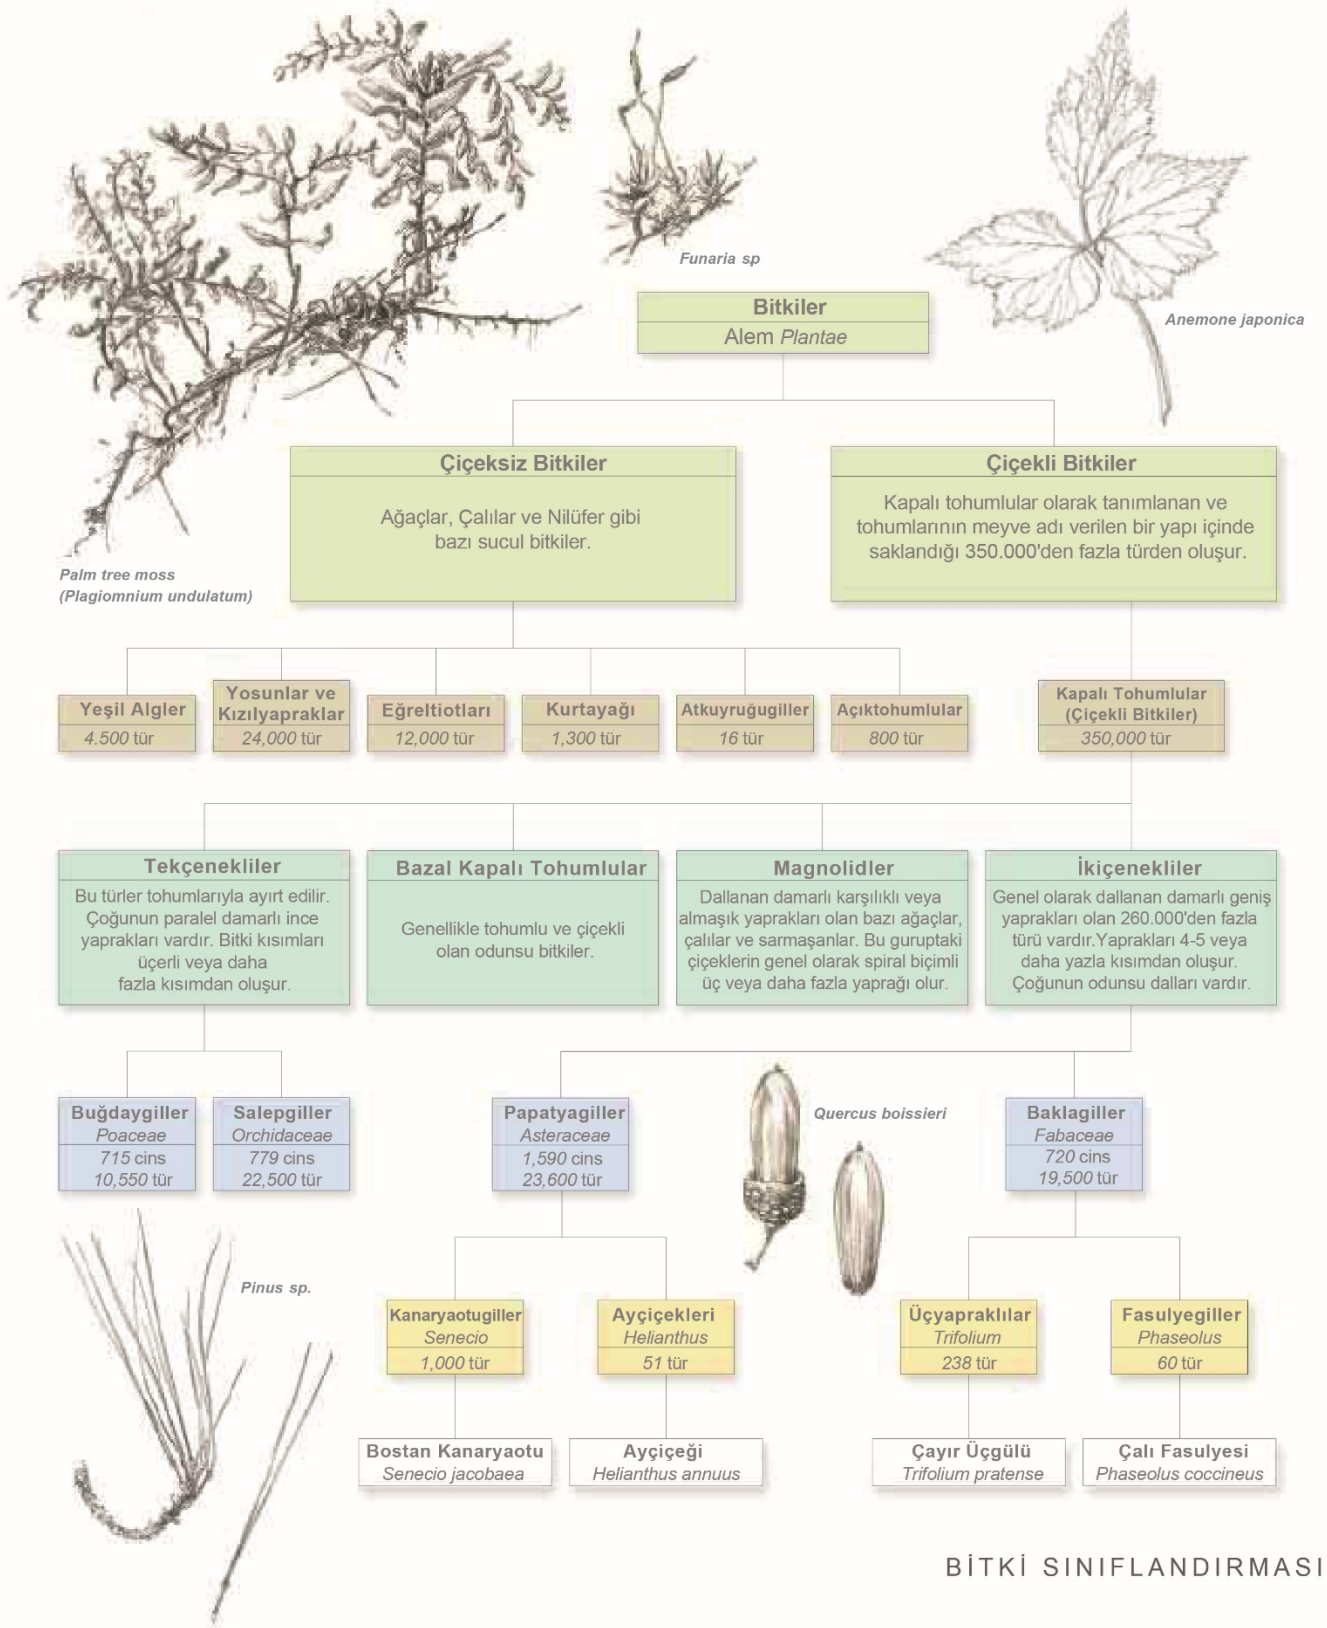 Funaria sp
Anemone japonica
Bitkiler
Alem Plantae
Çiçeksiz Bitkiler
Ağaçlar, Çalılar ve Nilüfer gibi
bazı sucul bitkiler.
Çiçekli Bitkiler
Kapalı tohumlular olarak tanımlanan ve
tohumlarının meyve adı verilen bir yapı içinde
saklandığı 350.000'den fazla türden oluşur.
Palm tree moss
(Plagiomnium undulatum)
Yeşil Algler
4.500 tür
Yosunlar ve
Kızılyapraklar
24,000 tür
Eğreltiotları
12,000 tür
Kurtayağı
1,300 tür
Atkuyruğugiller
16 tür
Açıktohumlular
800 tür
Kapalı Tohumlular
(Çiçekli Bitkiler)
350,000 tür
Tekçenekliler
Bu türler tohumlarıyla ayırt edilir.
Çoğunun paralel damarlı ince
yaprakları vardır. Bitki kısımları
üçerli veya daha
fazla kısımdan oluşur.
Bazal Kapalı Tohumlular
Genellikle tohumlu ve çiçekli
olan odunsu bitkiler.
Magnolidler
Dallanan damarlı karşılıklı veya
almaşık yaprakları olan bazı ağaçlar,
çalılar ve sarmaşanlar. Bu guruptaki
çiçeklerin genel olarak spiral biçimli
üç veya daha fazla yaprağı olur.
İkiçenekliler
Genel olarak dallanan damarlı geniş
yaprakları olan 260.000'den fazla
türü vardır.Yaprakları 4-5 veya
daha yazla kısımdan oluşur.
Çoğunun odunsu dalları vardır.
Buğdaygiller
Poaceae
715 cins
10,550 tür
Salepgiller
Orchidaceae
779 cins
22,500 tür
Papatyagiller
Asteraceae
1,590 cins
23,600 tür
Quercus boissieri
Baklagiller
Fabaceae
720 cins
19,500 tür
Pinus sp.
Kanaryaotugiller
Senecio
1,000 tür
Ayçiçekleri
Helianthus
51 tür
Üçyapraklılar
Trifolium
238 tür
Fasulyegiller
Phaseolus
60 tür
Bostan Kanaryaotu
Senecio jacobaea
Ayçiçeği
Helianthus annuus
Çayır Üçgülü
Trifolium pratense
Çalı Fasulyesi
Phaseolus coccineus
BİTKİ SINIFLANDIRMASI